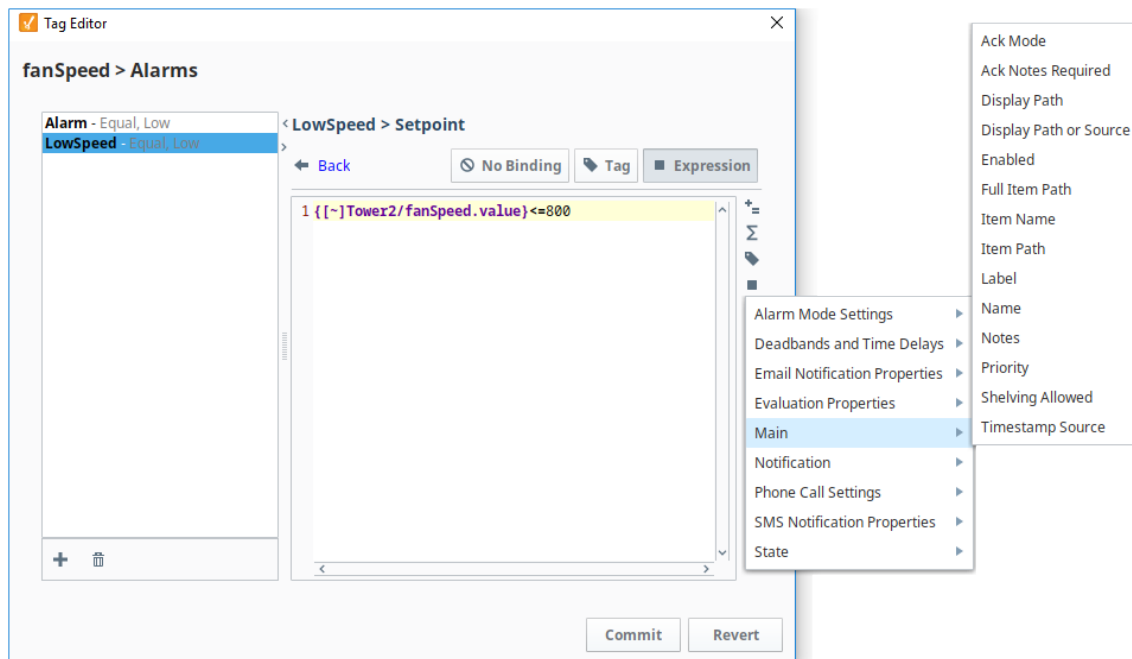 Tag Editor
fanSpeed > Alarms
Alarm - Equal, Low
LowSpeed - Equal, Low
LowSpeed > Setpoint
Back
No Binding
Tag
Expression
1 {[~]Tower2/fanSpeed.value}<=800
Alarm Mode Settings
Deadbands and Time Delays
Email Notification Properties
Evaluation Properties
Main
Notification
Phone Call Settings
SMS Notification Properties
State
Ack Mode
Ack Notes Required
Display Path
Display Path or Source
Enabled
Full Item Path
Item Name
Item Path
Label
Name
Notes
Priority
Shelving Allowed
Timestamp Source
Commit
Revert